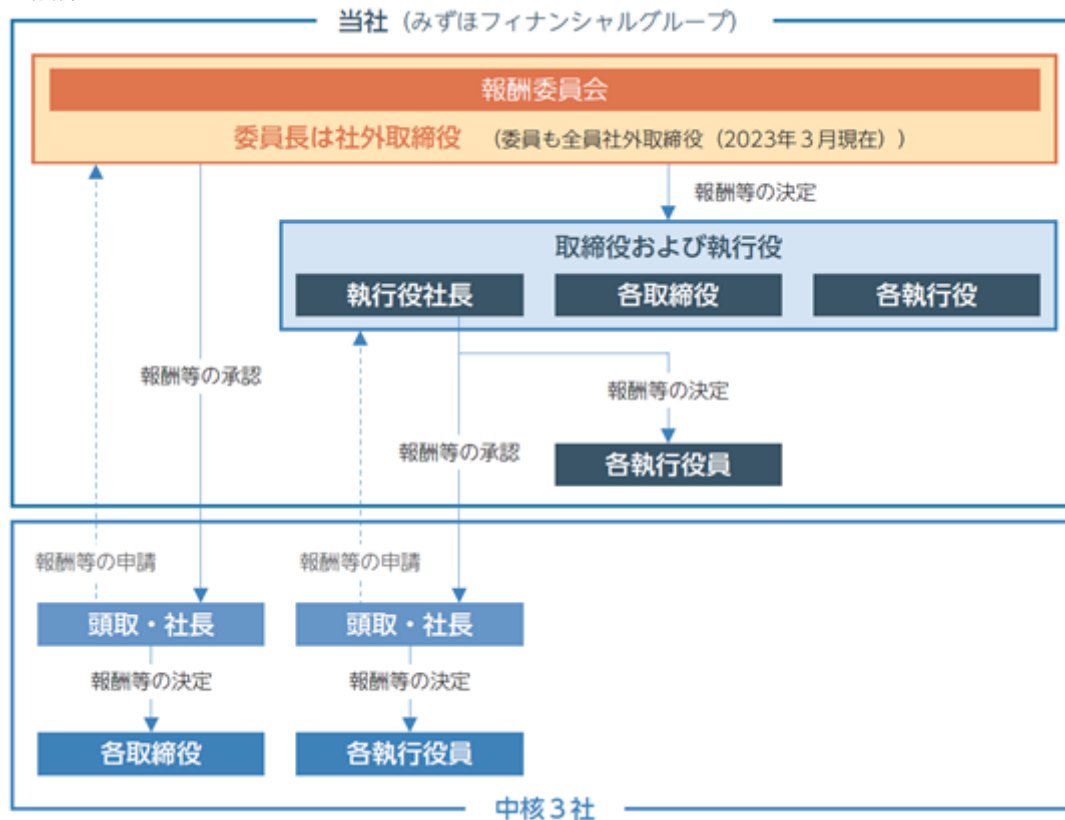 当社（みずほフィナンシャルグループ）
報酬委員会
委員長は社外取締役 （委員も全員社外取締役（2023年３月現在））
報酬等の決定
取締役および執行役
執行役社長
各取締役
各執行役
報酬等の承認
報酬等の決定
報酬等の承認
各執行役員
報酬等の申請
報酬等の申請
頭取・社長
頭取・社長
報酬等の決定
報酬等の決定
各取締役
各執行役員
中核３社